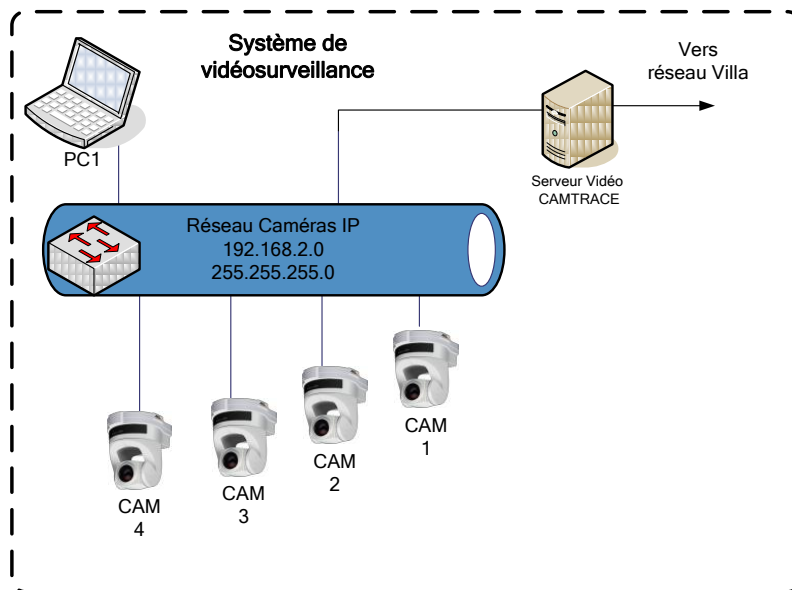 Système de
vidéosurveillance
Vers
réseau Villa
PC1
Serveur Vidéo
CAMTRACE
Réseau Caméras IP
192.168.2.0
255.255.255.0
CAM
1
CAM
2
CAM
3
CAM
4